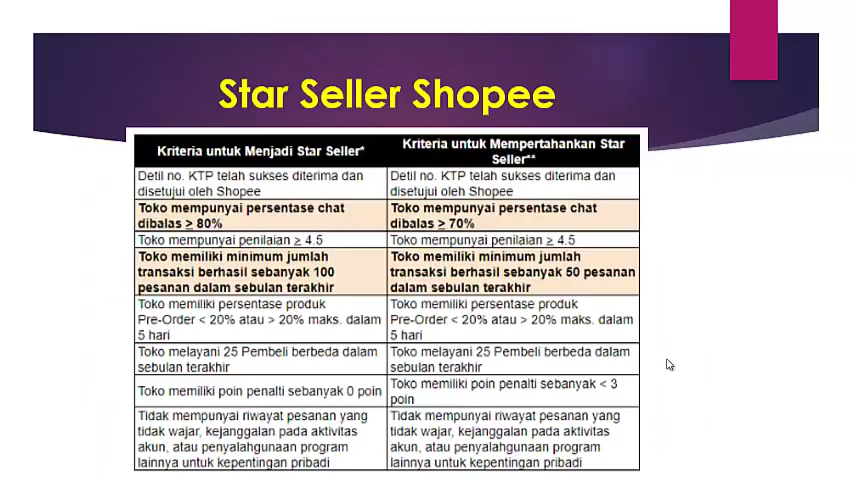 Star Seller Shopee
Kriteria untuk Menjadi Star Seller*
Kriteria untuk Mempertahankan Star
Seller**
Detil no. KTP telah sukses diterima dan
disetujui oleh Shopee
Detil no. KTP telah sukses diterima dan
disetujui oleh Shopee
Toko mempunyai persentase chat
dibalas ≥ 80%
Toko mempunyai persentase chat
dibalas ≥ 70%
Toko mempunyai penilaian ≥ 4.5
Toko mempunyai penilaian ≥ 4.5
Toko memiliki minimum jumlah
transaksi berhasil sebanyak 100
pesanan dalam sebulan terakhir
Toko memiliki minimum jumlah
transaksi berhasil sebanyak 50 pesanan
dalam sebulan terakhir
Toko memiliki persentase produk
Pre-Order < 20% atau > 20% maks. dalam
5 hari
Toko memiliki persentase produk
Pre-Order < 20% atau > 20% maks. dalam
5 hari
Toko melayani 25 Pembeli berbeda dalam
sebulan terakhir
Toko melayani 25 Pembeli berbeda dalam
sebulan terakhir
Toko memiliki poin penalti sebanyak 0 poin
Toko memiliki poin penalti sebanyak < 3
poin
Tidak mempunyai riwayat pesanan yang
tidak wajar, kejanggalan pada aktivitas
akun, atau penyalahgunaan program
lainnya untuk kepentingan pribadi
Tidak mempunyai riwayat pesanan yang
tidak wajar, kejanggalan pada aktivitas
akun, atau penyalahgunaan program
lainnya untuk kepentingan pribadi